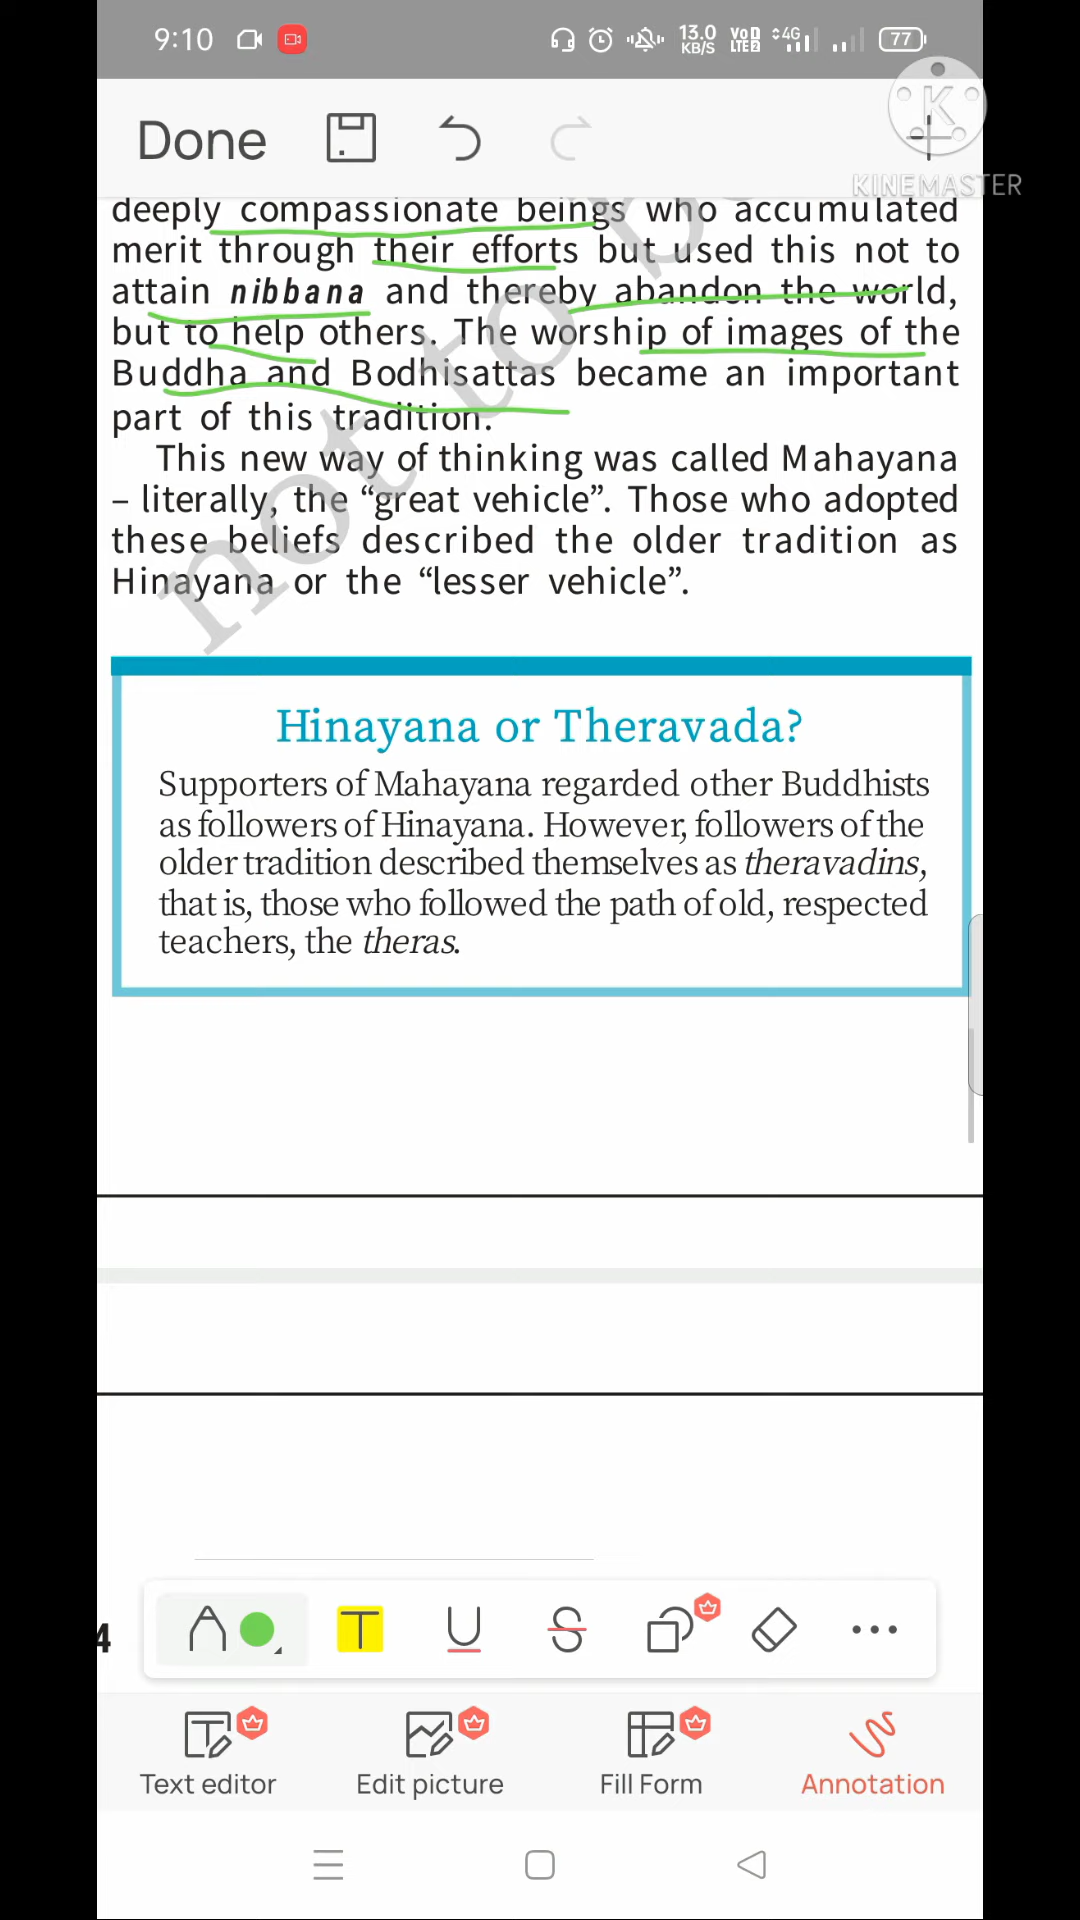 9:10
13.0 KB/S VoD LTE2 4G 77
Done
KINEMASTER
deeply compassionate beings who accumulated
merit through their efforts but used this not to
attain nibbana and thereby abandon the world,
but to help others. The worship of images of the
Buddha and Bodhisattas became an important
part of this tradition.
This new way of thinking was called Mahayana
– literally, the “great vehicle”. Those who adopted
these beliefs described the older tradition as
Hinayana or the “lesser vehicle”.
not to b
Hinayana or Theravada?
Supporters of Mahayana regarded other Buddhists
as followers of Hinayana. However, followers of the
older tradition described themselves as theravadins,
that is, those who followed the path of old, respected
teachers, the theras.
4
T U S
Text editor Edit picture Fill Form Annotation